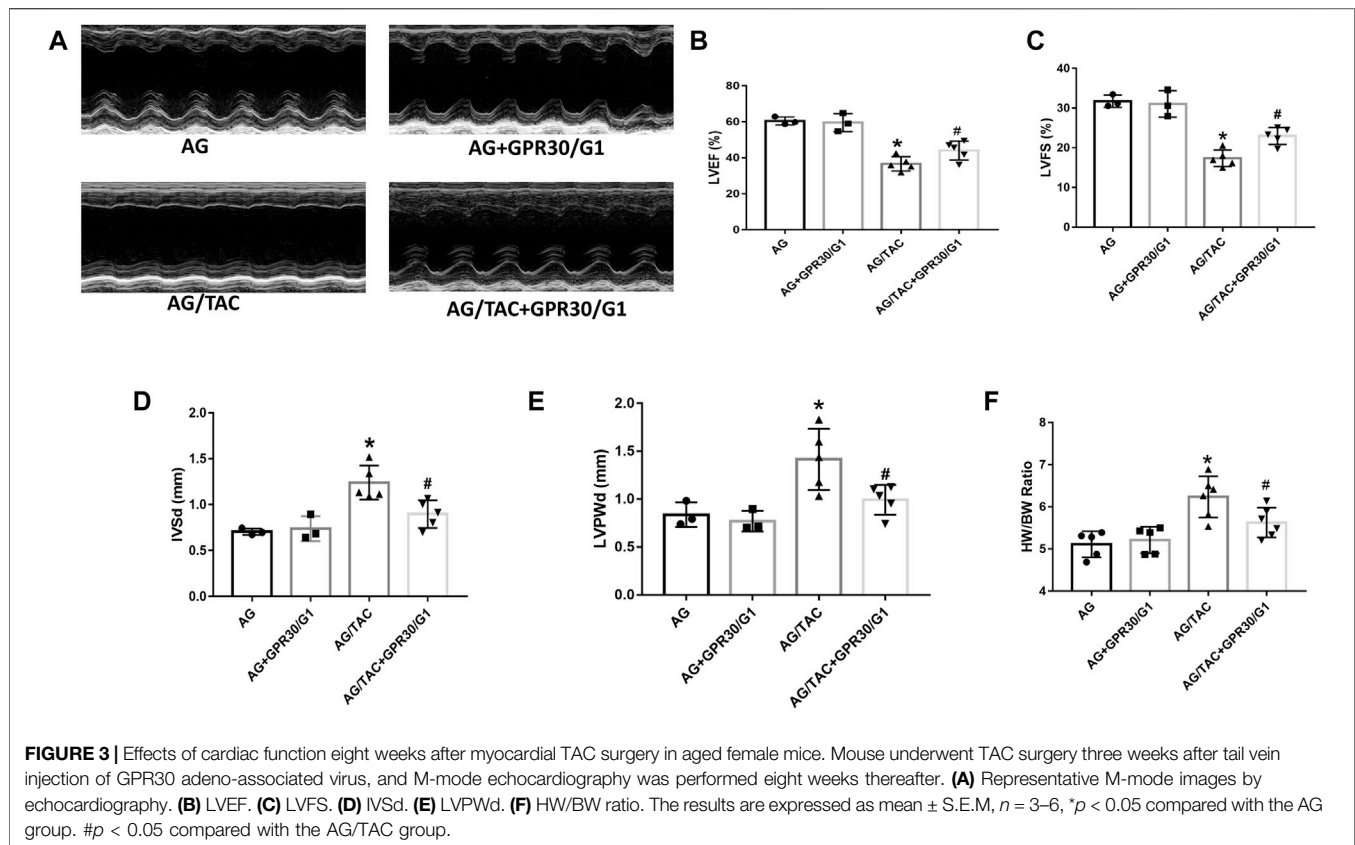 A
AG
AG+GPR30/G1
AG/TAC
AG/TAC+GPR30/G1
B
LVEF (%)
80
60
40
20
0
*
#
AG
AG+GPR30/G1
AG/TAC
AG/TAC+GPR30/G1
C
LVFS (%)
40
30
20
10
0
*
#
AG
AG+GPR30/G1
AG/TAC
AG/TAC+GPR30/G1
D
IVSd (mm)
2.0
1.5
1.0
0.5
0.0
*
#
AG
AG+GPR30/G1
AG/TAC
AG/TAC+GPR30/G1
E
LVPWd (mm)
2.0
1.5
1.0
0.5
0.0
*
#
AG
AG+GPR30/G1
AG/TAC
AG/TAC+GPR30/G1
F
HW/BW Ratio
8
7
6
5
4
*
#
AG
AG+GPR30/G1
AG/TAC
AG/TAC+GPR30/G1
FIGURE 3 | Effects of cardiac function eight weeks after myocardial TAC surgery in aged female mice. Mouse underwent TAC surgery three weeks after tail vein
injection of GPR30 adeno-associated virus, and M-mode echocardiography was performed eight weeks thereafter. (A) Representative M-mode images by
echocardiography. (B) LVEF. (C) LVFS. (D) IVSd. (E) LVPWd. (F) HW/BW ratio. The results are expressed as mean ± S.E.M, n = 3–6, *p < 0.05 compared with the AG
group. #p < 0.05 compared with the AG/TAC group.